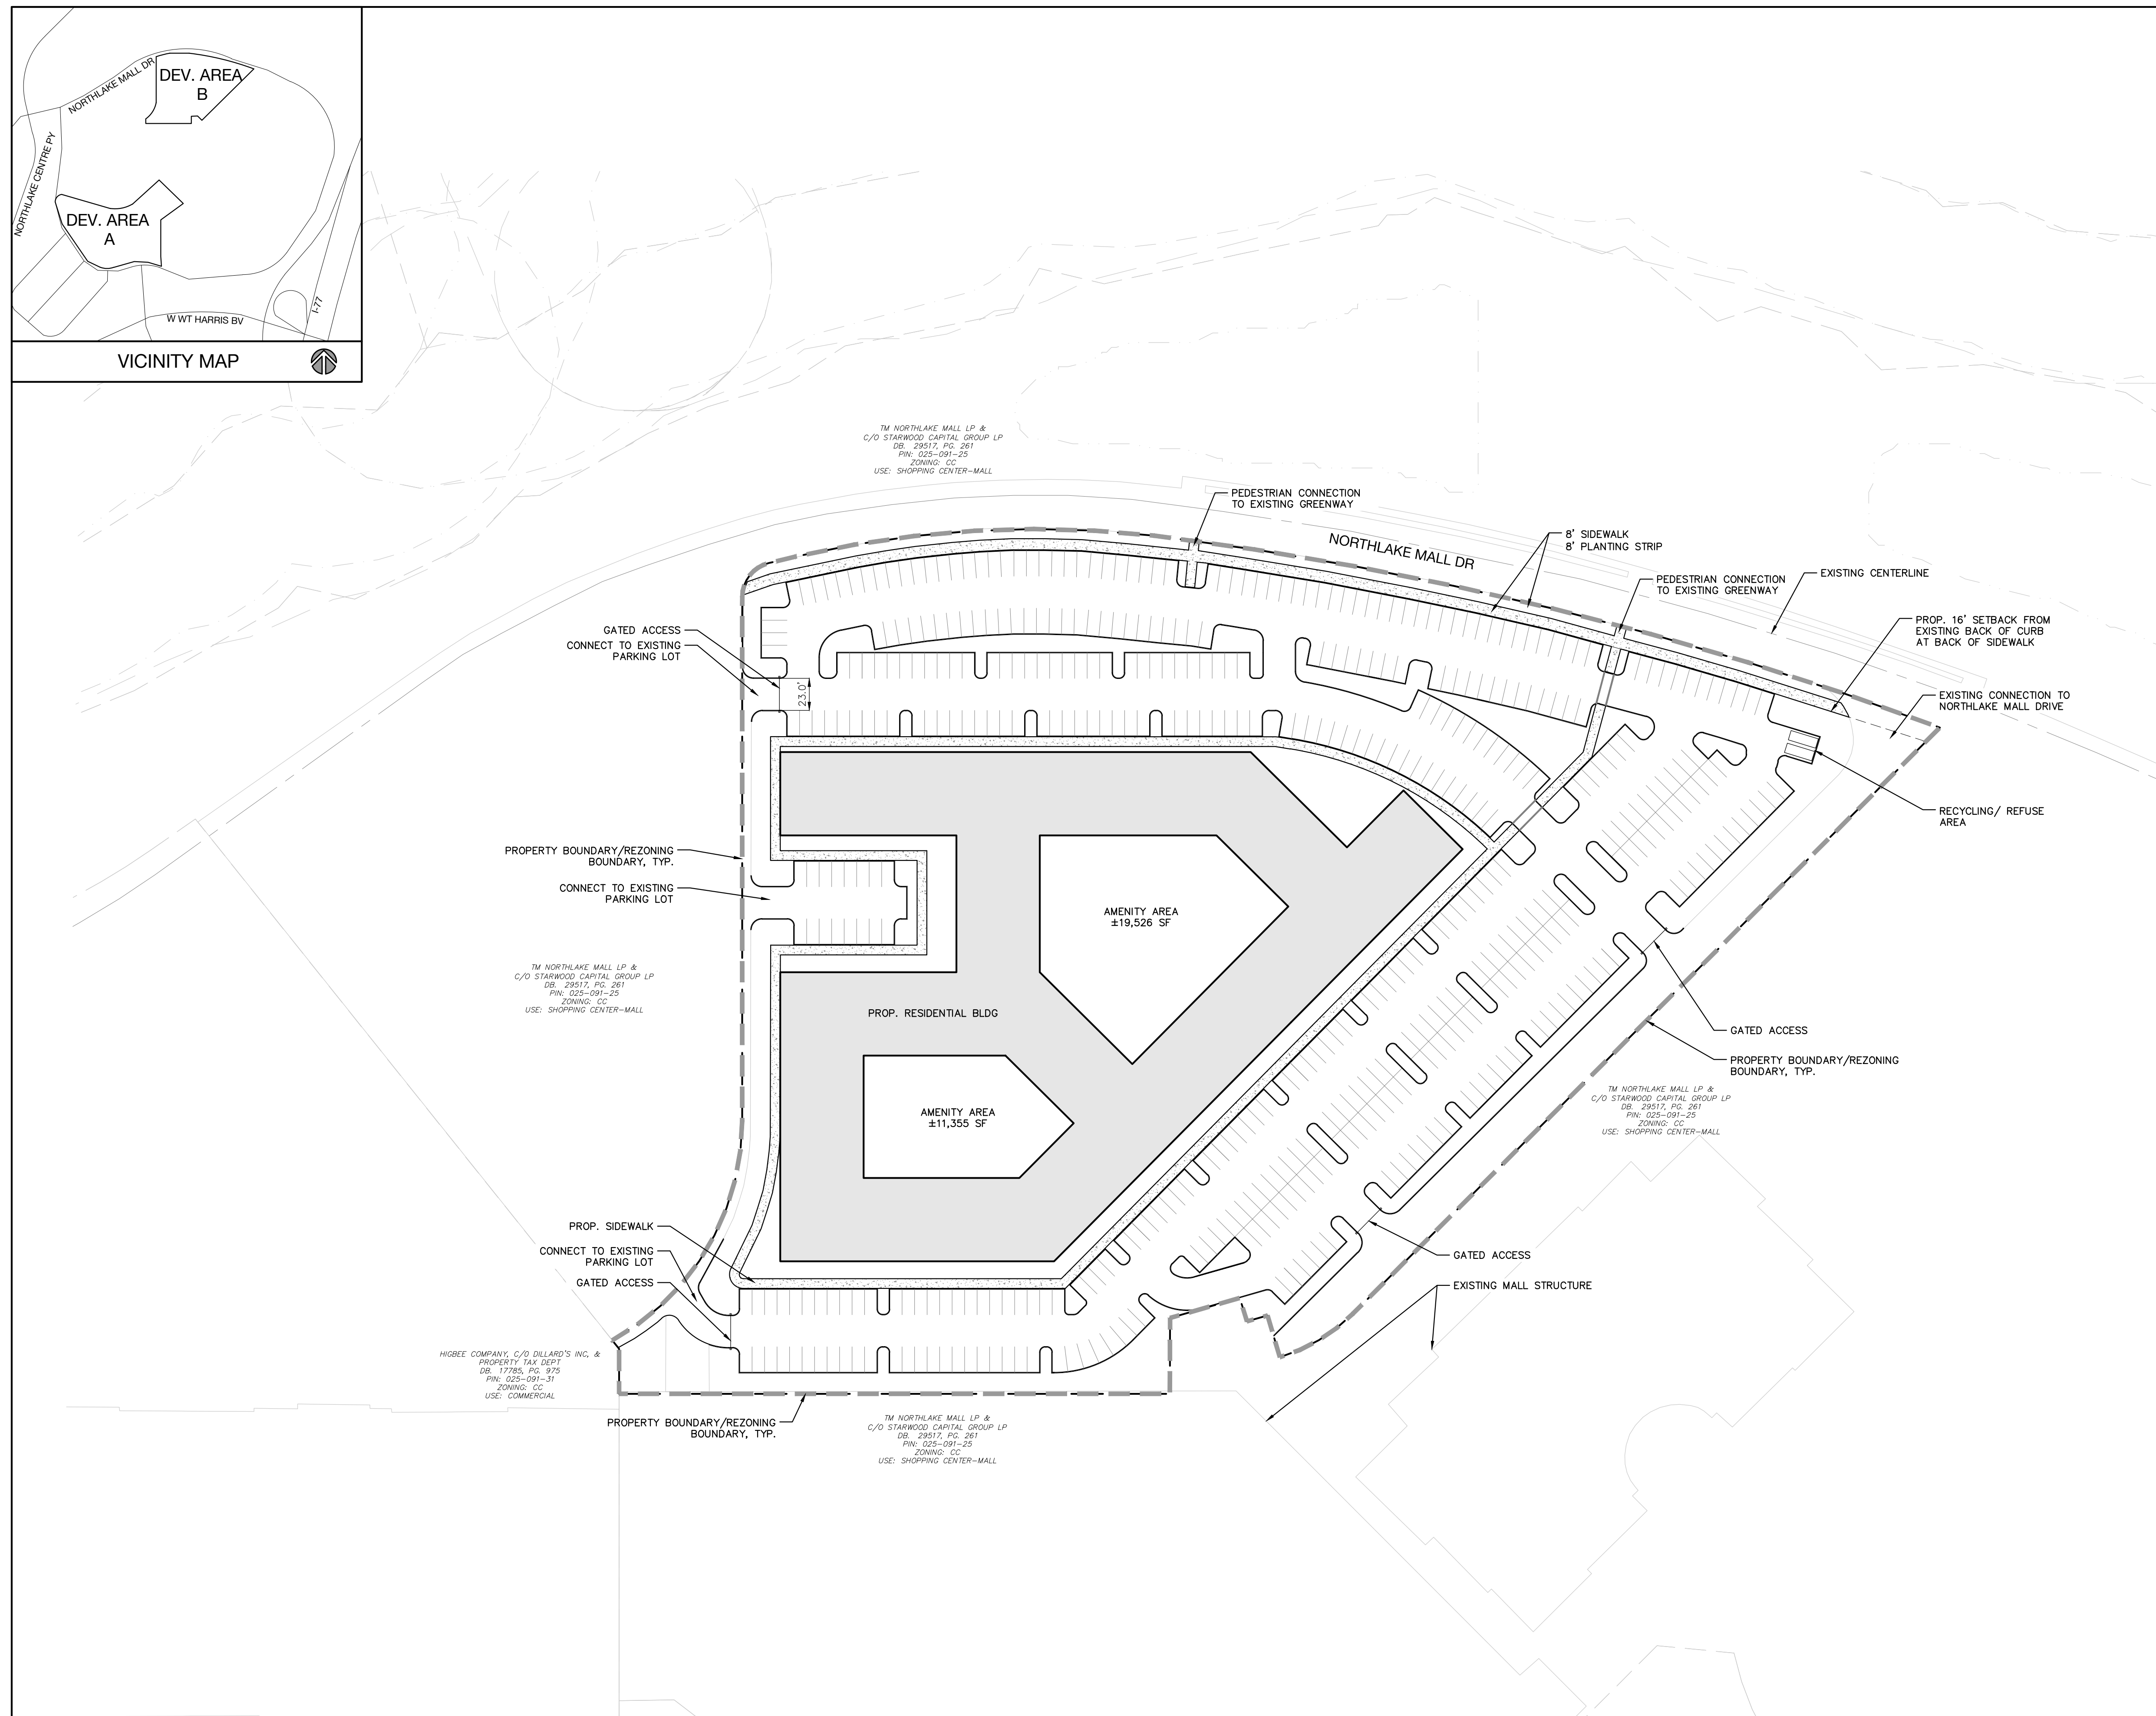 NORTHLAKE MALL DR
DEV. AREA
B
NORTHLAKE CENTRE PY
DEV. AREA
A
I-77
W WT HARRIS BV
VICINITY MAP
TM NORTHLAKE MALL LP &
C/O STARWOOD CAPITAL GROUP LP
DB. 29517, PG. 261
PIN: 025-091-25
ZONING: CC
USE: SHOPPING CENTER-MALL
PEDESTRIAN CONNECTION
TO EXISTING GREENWAY
NORTHLAKE MALL DR
8' SIDEWALK
8' PLANTING STRIP
PEDESTRIAN CONNECTION
TO EXISTING GREENWAY
EXISTING CENTERLINE
PROP. 16' SETBACK FROM
EXISTING BACK OF CURB
AT BACK OF SIDEWALK
EXISTING CONNECTION TO
NORTHLAKE MALL DRIVE
GATED ACCESS
CONNECT TO EXISTING
PARKING LOT
23.0'
RECYCLING/ REFUSE
AREA
PROPERTY BOUNDARY/REZONING
BOUNDARY, TYP.
CONNECT TO EXISTING
PARKING LOT
AMENITY AREA
±19,526 SF
TM NORTHLAKE MALL LP &
C/O STARWOOD CAPITAL GROUP LP
DB. 29517, PG. 261
PIN: 025-091-25
ZONING: CC
USE: SHOPPING CENTER-MALL
PROP. RESIDENTIAL BLDG
GATED ACCESS
PROPERTY BOUNDARY/REZONING
BOUNDARY, TYP.
TM NORTHLAKE MALL LP &
C/O STARWOOD CAPITAL GROUP LP
DB. 29517, PG. 261
PIN: 025-091-25
ZONING: CC
USE: SHOPPING CENTER-MALL
AMENITY AREA
±11,355 SF
PROP. SIDEWALK
CONNECT TO EXISTING
PARKING LOT
GATED ACCESS
GATED ACCESS
EXISTING MALL STRUCTURE
HIGBEE COMPANY, C/O DILLARD'S INC, &
PROPERTY TAX DEPT
DB. 17785, PG. 975
PIN: 025-091-31
ZONING: CC
USE: COMMERCIAL
PROPERTY BOUNDARY/REZONING
BOUNDARY, TYP.
TM NORTHLAKE MALL LP &
C/O STARWOOD CAPITAL GROUP LP
DB. 29517, PG. 261
PIN: 025-091-25
ZONING: CC
USE: SHOPPING CENTER-MALL